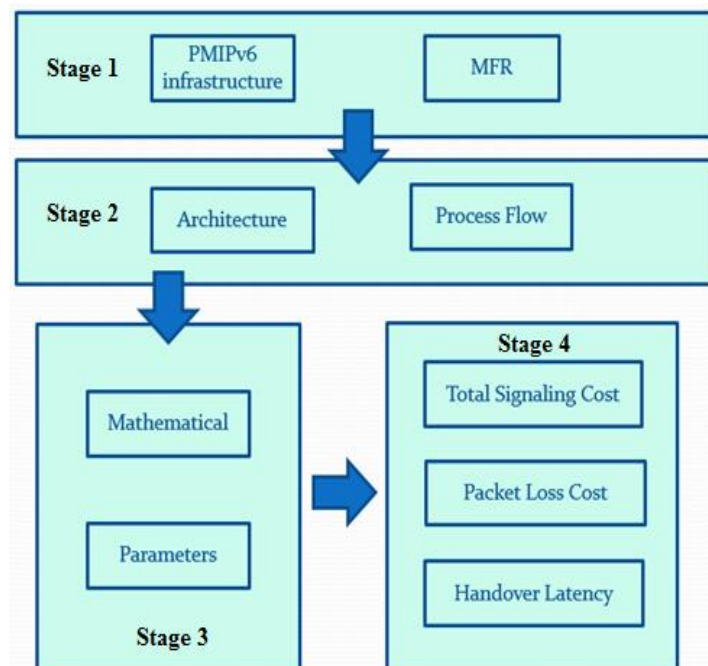 Stage 1
PMIPv6
infrastructure
MFR
Stage 2
Architecture
Process Flow
Mathematical
Parameters
Stage 3
Stage 4
Total Signaling Cost
Packet Loss Cost
Handover Latency